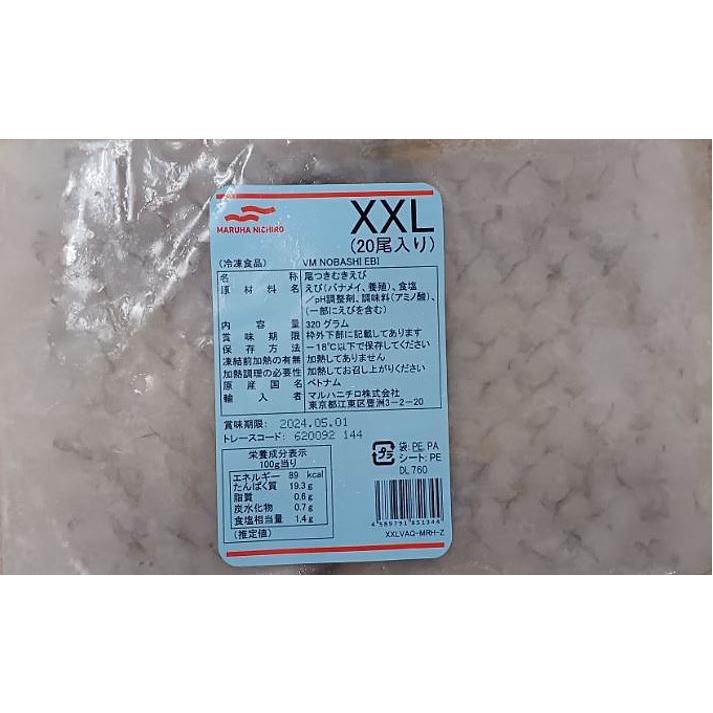 MARUHA NICHIRO
XXL
(20尾入り)
(冷凍食品) VM NOBASHI EBI
名称 尾つきむきえび
原材料名 えび(バナメイ、養殖)、食塩
／pH調整剤、調味料(アミノ酸)、
(一部にえびを含む)
内容量 320グラム
賞味期限 枠外下部に記載してあります
保存方法 －18℃以下で保存してください
凍結前加熱の有無 加熱してありません
加熱調理の必要性 加熱してお召し上がりください
原産国名 ベトナム
輸入者 マルハニチロ株式会社
東京都江東区豊洲3－2－20
賞味期限: 2024.05.01
トレースコード: 620092 144
栄養成分表示
100g当り
エネルギー 89 kcal
たんぱく質 19.3 g
脂質 0.6 g
炭水化物 0.7 g
食塩相当量 1.4 g
(推定値)
プラ
袋: PE, PA
シート: PE
DL 760
4 589791 851344
XXLVAQ-MRH-Z